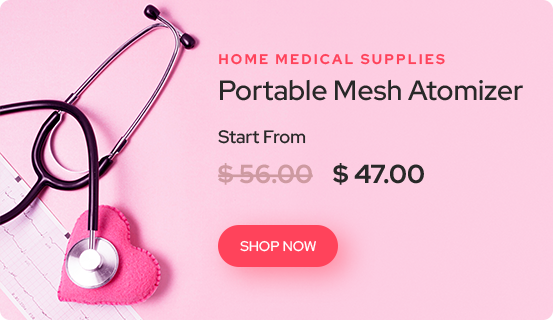 HOME MEDICAL SUPPLIES
Portable Mesh Atomizer
Start From
$ 56.00 $ 47.00
SHOP NOW